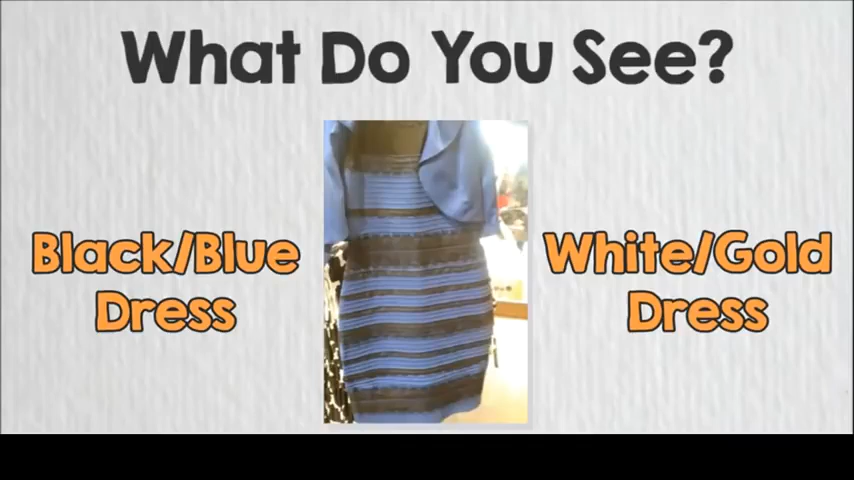 What Do You See?
Black/Blue
Dress
White/Gold
Dress